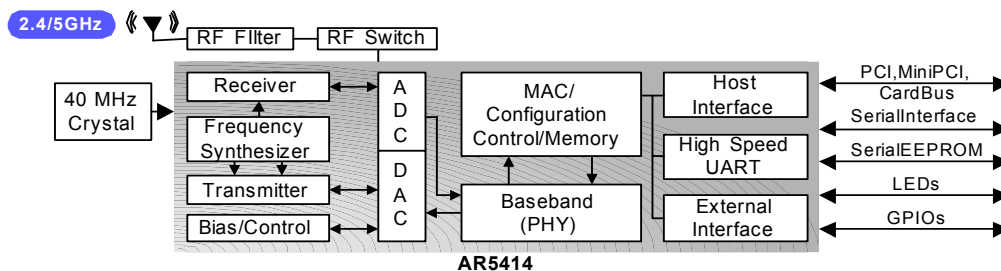 2.4/5GHz
RF FIlter
RF Switch
40 MHz
Crystal
Receiver
Frequency
Synthesizer
Transmitter
Bias/Control
A
D
C
D
A
C
MAC/
Configuration
Control/Memory
Baseband
(PHY)
Host
Interface
High Speed
UART
External
Interface
PCI,MiniPCI,
CardBus
SerialInterface
SerialEEPROM
LEDs
GPIOs
AR5414